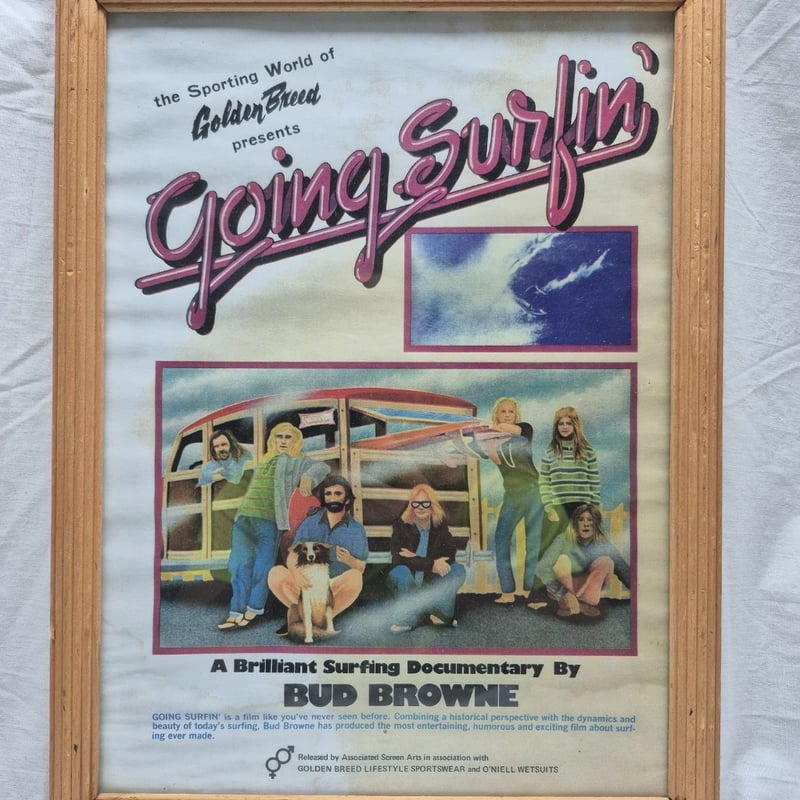 the Sporting World of
Golden Breed
presents
Going Surfin'
A Brilliant Surfing Documentary By
BUD BROWNE
GOING SURFIN' is a film like you've never seen before. Combining a historical perspective with the dynamics and
beauty of today's surfing, Bud Browne has produced the most entertaining, humorous and exciting film about surf-
ing ever made.
Released by Associated Screen Arts in association with
GOLDEN BREED LIFESTYLE SPORTSWEAR and O'NIELL WETSUITS